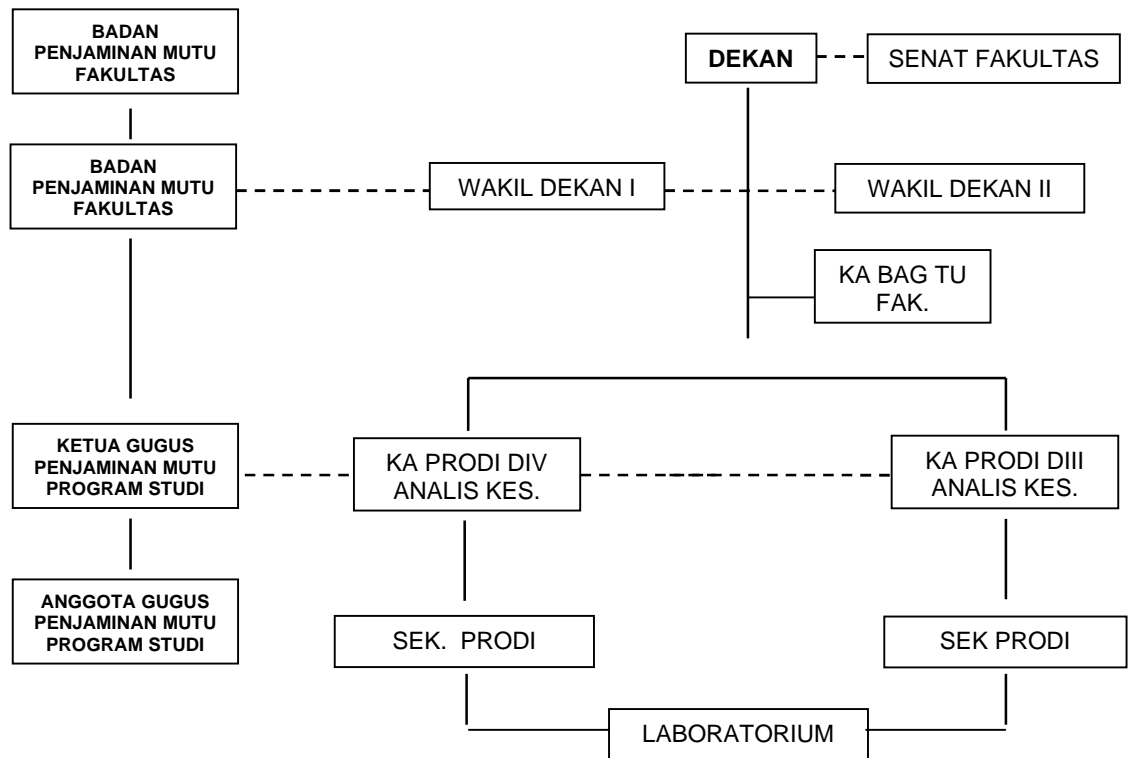 BADAN
PENJAMINAN MUTU
FAKULTAS
DEKAN
SENAT FAKULTAS
BADAN
PENJAMINAN MUTU
FAKULTAS
WAKIL DEKAN I
WAKIL DEKAN II
KA BAG TU
FAK.
KETUA GUGUS
PENJAMINAN MUTU
PROGRAM STUDI
KA PRODI DIV
ANALIS KES.
KA PRODI DIII
ANALIS KES.
ANGGOTA GUGUS
PENJAMINAN MUTU
PROGRAM STUDI
SEK. PRODI
SEK PRODI
LABORATORIUM